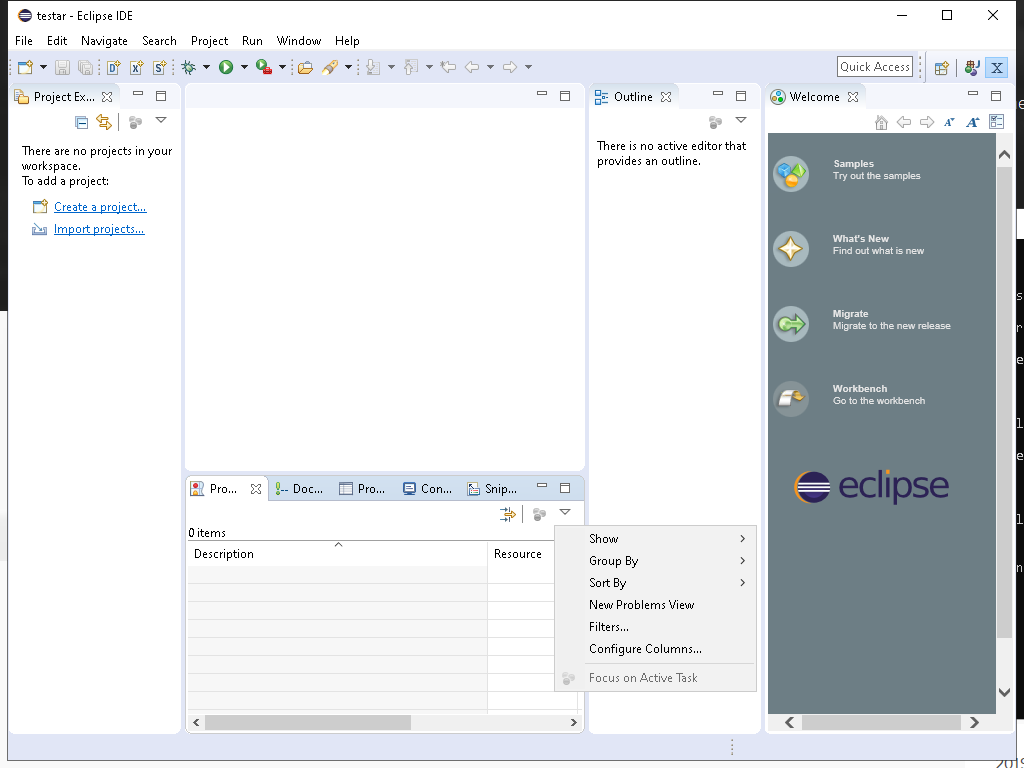 testar - Eclipse IDE
File Edit Navigate Search Project Run Window Help
Quick Access
Project Ex...
There are no projects in your
workspace.
To add a project:
Create a project...
Import projects...
Outline
There is no active editor that
provides an outline.
Welcome
Samples
Try out the samples
What's New
Find out what is new
Migrate
Migrate to the new release
Workbench
Go to the workbench
eclipse
Pro... Doc... Pro... Con... Snip...
0 items
Description Resource
Show
Group By
Sort By
New Problems View
Filters...
Configure Columns...
Focus on Active Task